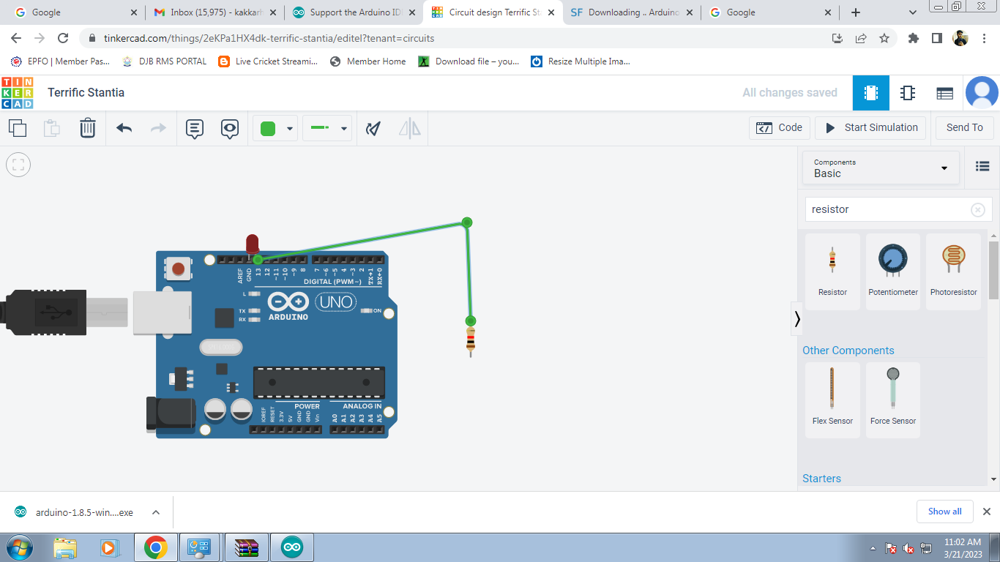 Google
Inbox (15,975) - kakkarh
Support the Arduino ID
Circuit design Terrific St
SF Downloading .. Arduino
Google
tinkercad.com/things/2eKPa1HX4dk-terrific-stantia/editel?tenant=circuits
EPFO | Member Pas...
DJB RMS PORTAL
Live Cricket Streami...
Member Home
Download file – you...
Resize Multiple Ima...
TIN
KER
CAD
Terrific Stantia
All changes saved
Code
Start Simulation
Send To
Components
Basic
resistor
Resistor
Potentiometer
Photoresistor
Other Components
Flex Sensor
Force Sensor
Starters
AREF
GND
13
12
~11
~10
~9
8
7
~6
~5
4
~3
2
TX→1
RX←0
DIGITAL (PWM~)
L
TX
RX
ARDUINO
UNO
ON
POWER
ANALOG IN
IOREF
RESET
3.3V
5V
GND
GND
Vin
A0
A1
A2
A3
A4
A5
arduino-1.8.5-win....exe
Show all
11:02 AM
3/21/2023